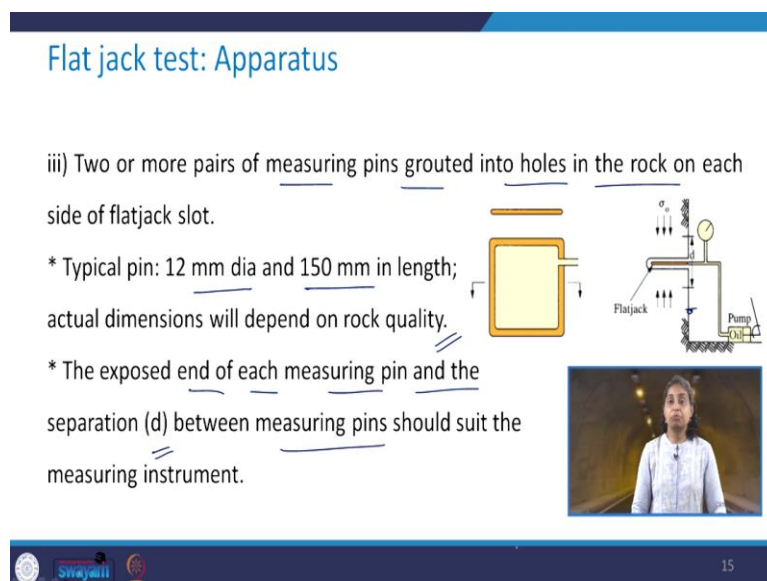 Flat jack test: Apparatus
iii) Two or more pairs of measuring pins grouted into holes in the rock on each
side of flatjack slot.
* Typical pin: 12 mm dia and 150 mm in length;
actual dimensions will depend on rock quality.
* The exposed end of each measuring pin and the
separation (d) between measuring pins should suit the
measuring instrument.
σ
d
Flatjack
Pump
Oil
swayam
15